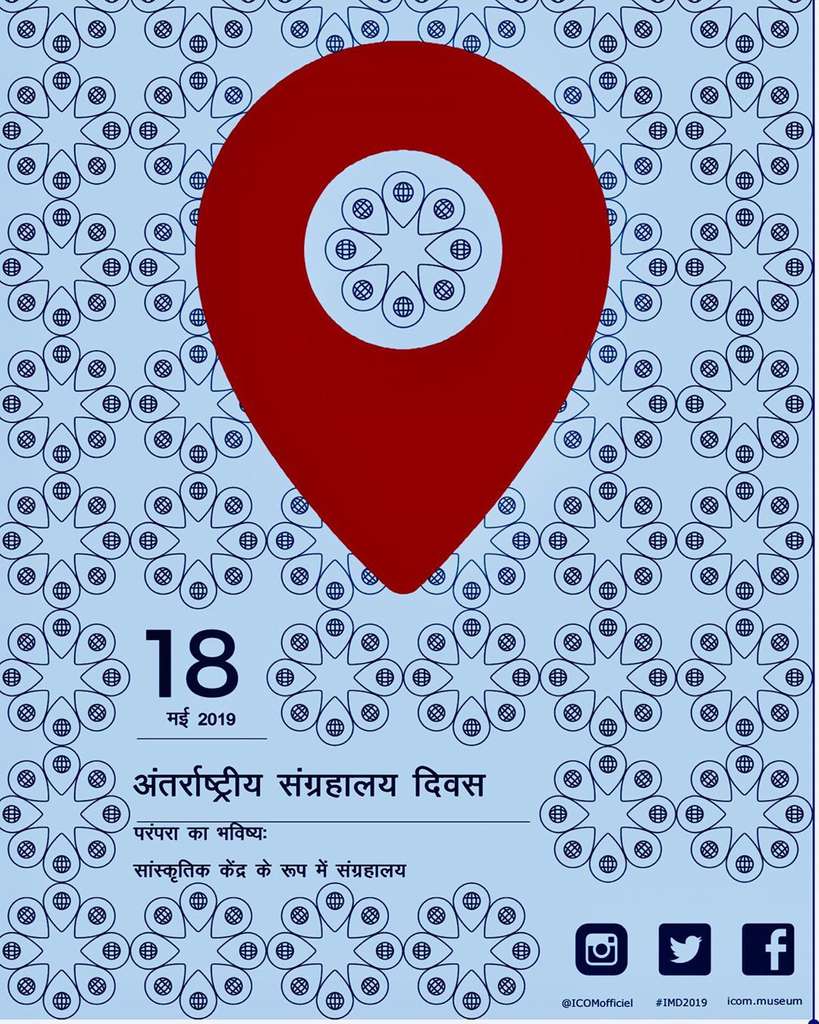 18
मई 2019
अंतर्राष्ट्रीय संग्रहालय दिवस
परंपरा का भविष्यः
सांस्कृतिक केंद्र के रूप में संग्रहालय
@ICOMofficiel #IMD2019 icom.museum